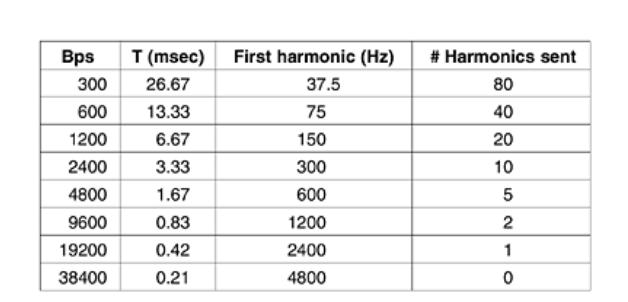 Bps T (msec) First harmonic (Hz) # Harmonics sent
300 26.67 37.5 80
600 13.33 75 40
1200 6.67 150 20
2400 3.33 300 10
4800 1.67 600 5
9600 0.83 1200 2
19200 0.42 2400 1
38400 0.21 4800 0